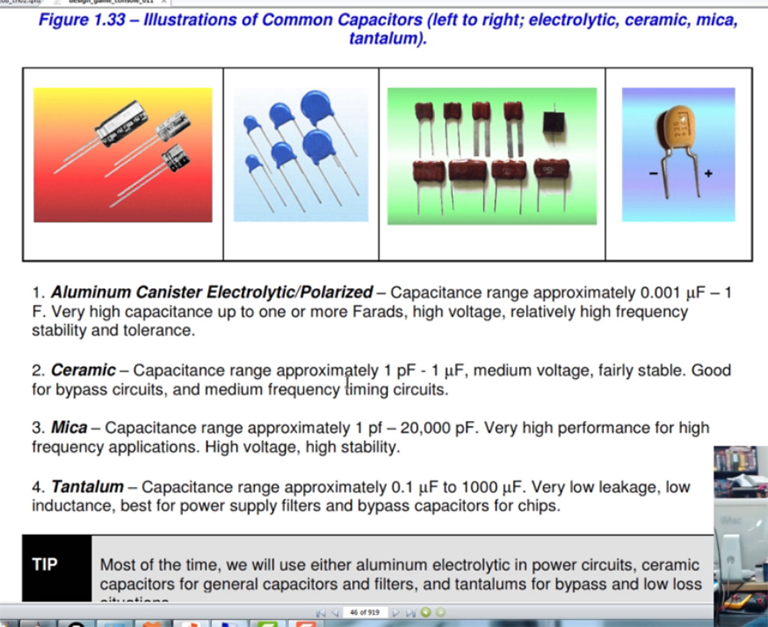 design_game_console_011
Figure 1.33 – Illustrations of Common Capacitors (left to right; electrolytic, ceramic, mica,
tantalum).
– +
1. Aluminum Canister Electrolytic/Polarized – Capacitance range approximately 0.001 µF – 1
F. Very high capacitance up to one or more Farads, high voltage, relatively high frequency
stability and tolerance.
2. Ceramic – Capacitance range approximately 1 pF - 1 µF, medium voltage, fairly stable. Good
for bypass circuits, and medium frequency timing circuits.
3. Mica – Capacitance range approximately 1 pf – 20,000 pF. Very high performance for high
frequency applications. High voltage, high stability.
4. Tantalum – Capacitance range approximately 0.1 µF to 1000 µF. Very low leakage, low
inductance, best for power supply filters and bypass capacitors for chips.
TIP
Most of the time, we will use either aluminum electrolytic in power circuits, ceramic
capacitors for general capacitors and filters, and tantalums for bypass and low loss
situations
46 of 919